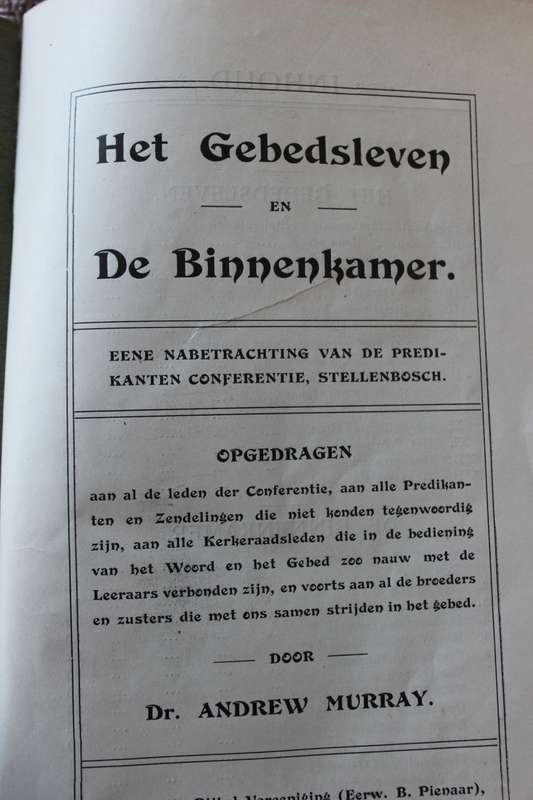 Het Gebedsleven
EN
De Binnenkamer.
EENE NABETRACHTING VAN DE PREDI-
KANTEN CONFERENTIE, STELLENBOSCH.
OPGEDRAGEN
aan al de leden der Conferentie, aan alle Predikan-
ten en Zendelingen die niet konden tegenwoordig
zijn, aan alle Kerkeraadsleden die in de bediening
van het Woord en het Gebed zoo nauw met de
Leeraars verbonden zijn, en voorts aan al de broeders
en zusters die met ons samen strijden in het gebed.
DOOR
Dr. ANDREW MURRAY.
(Eerw. B. Pienaar),